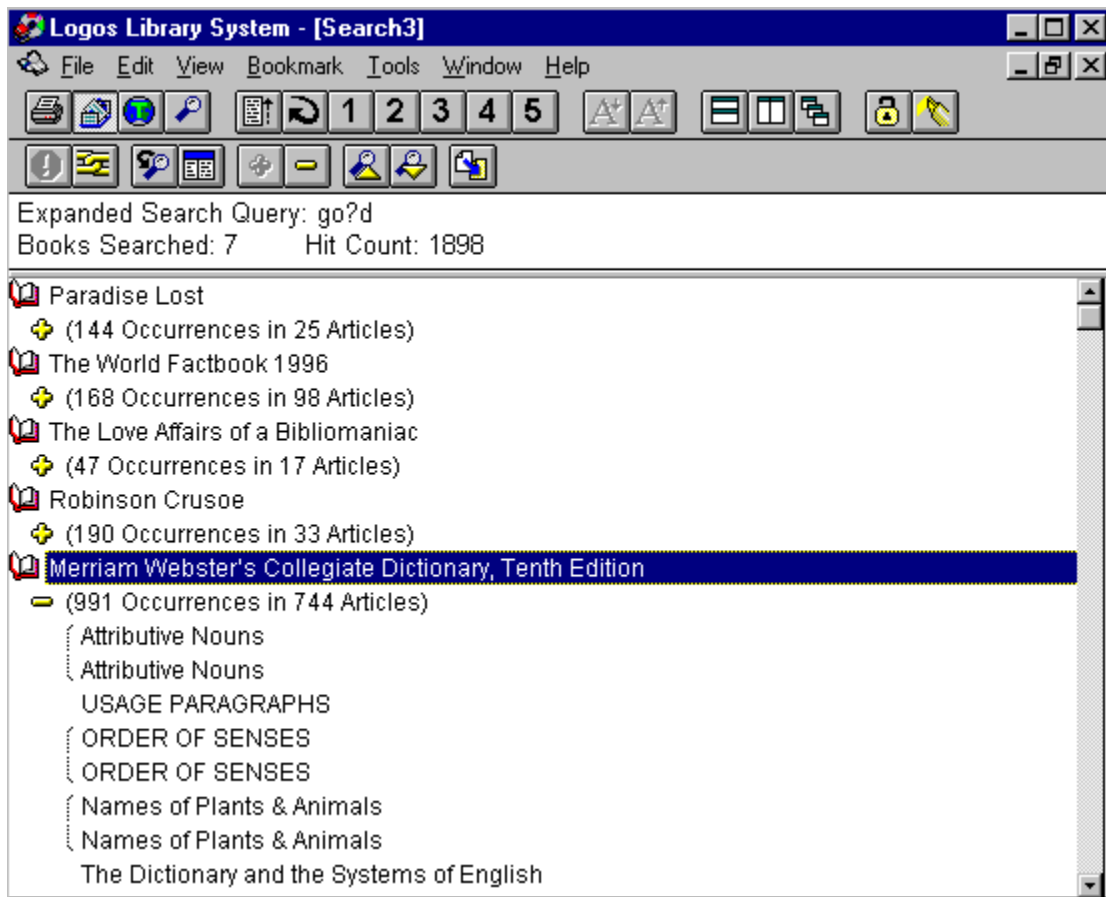 Logos Library System - [Search3]
File Edit View Bookmark Tools Window Help
1 2 3 4 5 A A
Expanded Search Query: go?d
Books Searched: 7 Hit Count: 1898
Paradise Lost
(144 Occurrences in 25 Articles)
The World Factbook 1996
(168 Occurrences in 98 Articles)
The Love Affairs of a Bibliomaniac
(47 Occurrences in 17 Articles)
Robinson Crusoe
(190 Occurrences in 33 Articles)
Merriam Webster's Collegiate Dictionary, Tenth Edition
(991 Occurrences in 744 Articles)
Attributive Nouns
Attributive Nouns
USAGE PARAGRAPHS
ORDER OF SENSES
ORDER OF SENSES
Names of Plants & Animals
Names of Plants & Animals
The Dictionary and the Systems of English